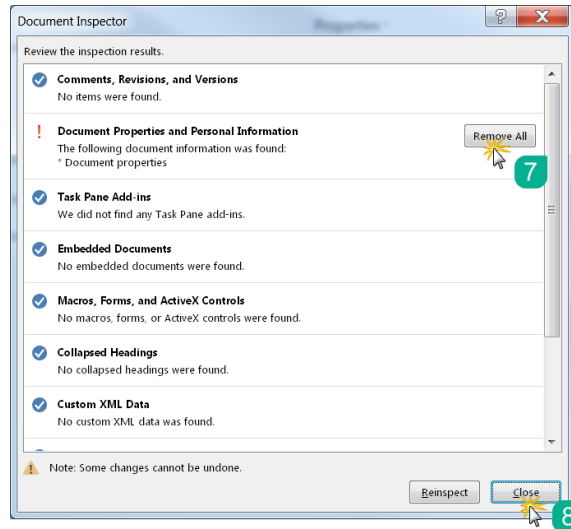 Document Inspector
?
X
Properties
Review the inspection results.
Comments, Revisions, and Versions
No items were found.
! Document Properties and Personal Information
Remove All
The following document information was found:
* Document properties
7
Task Pane Add-ins
We did not find any Task Pane add-ins.
Embedded Documents
No embedded documents were found.
Macros, Forms, and ActiveX Controls
No macros, forms, or ActiveX controls were found.
Collapsed Headings
No collapsed headings were found.
Custom XML Data
No custom XML data was found.
! Note: Some changes cannot be undone.
Reinspect
Close
8